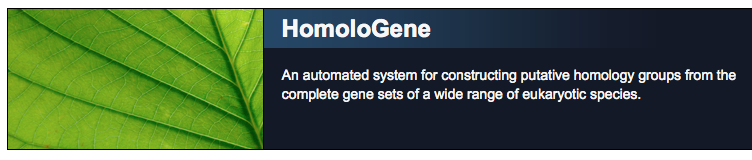 HomoloGene
An automated system for constructing putative homology groups from the
complete gene sets of a wide range of eukaryotic species.